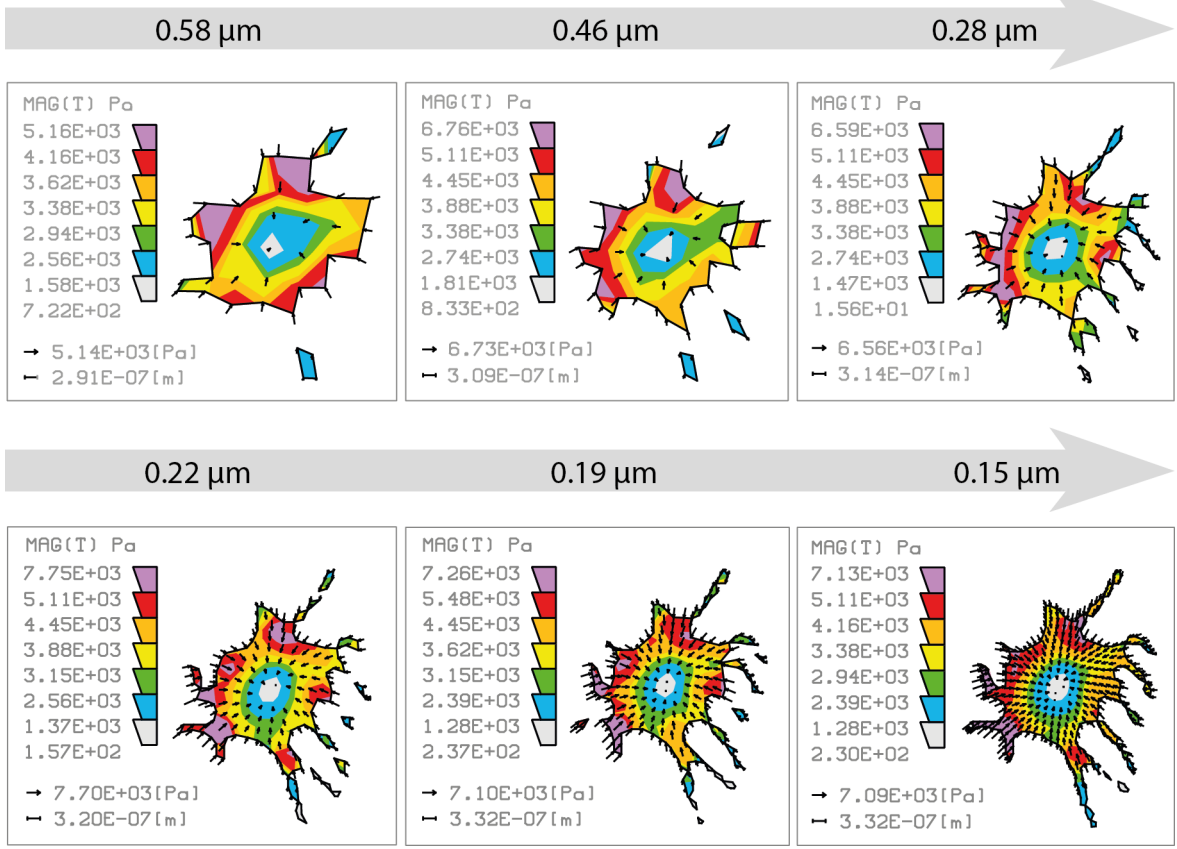 0.58 µm 0.46 µm 0.28 µm
MAG(T) Pa
5.16E+03
4.16E+03
3.62E+03
3.38E+03
2.94E+03
2.56E+03
1.58E+03
7.22E+02
5.14E+03[Pa]
2.91E-07[m]
MAG(T) Pa
6.76E+03
5.11E+03
4.45E+03
3.88E+03
3.38E+03
2.74E+03
1.81E+03
8.33E+02
6.73E+03[Pa]
3.09E-07[m]
MAG(T) Pa
6.59E+03
5.11E+03
4.45E+03
3.88E+03
3.38E+03
2.74E+03
1.47E+03
1.56E+01
6.56E+03[Pa]
3.14E-07[m]
0.22 µm 0.19 µm 0.15 µm
MAG(T) Pa
7.75E+03
5.11E+03
4.45E+03
3.88E+03
3.15E+03
2.56E+03
1.37E+03
1.57E+02
7.70E+03[Pa]
3.20E-07[m]
MAG(T) Pa
7.26E+03
5.48E+03
4.45E+03
3.62E+03
3.15E+03
2.39E+03
1.28E+03
2.37E+02
7.10E+03[Pa]
3.32E-07[m]
MAG(T) Pa
7.13E+03
5.11E+03
4.16E+03
3.38E+03
2.94E+03
2.39E+03
1.28E+03
2.30E+02
7.09E+03[Pa]
3.32E-07[m]